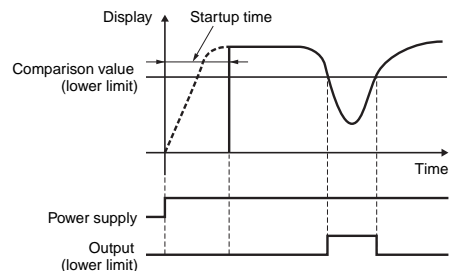 Display
Startup time
Comparison value
(lower limit)
Time
Power supply
Output
(lower limit)